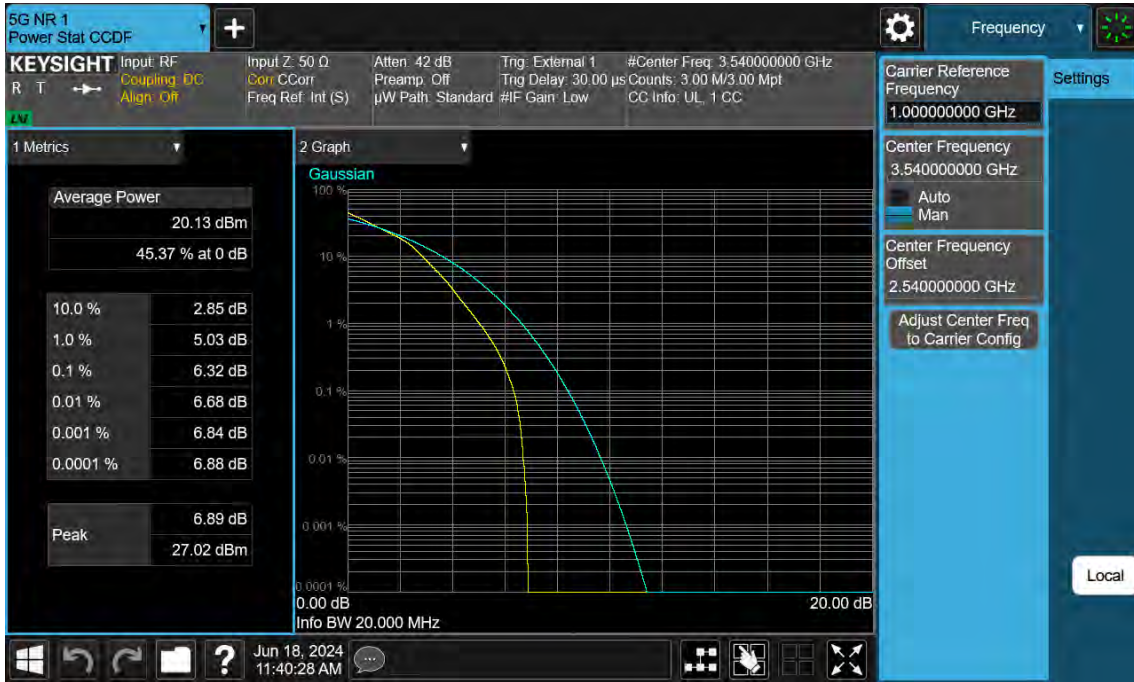 5G NR 1
Power Stat CCDF
Frequency
KEYSIGHT
R T
LNI
Input: RF
Coupling: DC
Align: Off
Input Z: 50 Ω
Corr CCorr
Freq Ref: Int (S)
Atten: 42 dB
Preamp: Off
µW Path: Standard
Trig: External 1
Trig Delay: 30.00 µs
#IF Gain: Low
#Center Freq: 3.540000000 GHz
Counts: 3.00 M/3.00 Mpt
CC Info: UL, 1 CC
1 Metrics
Average Power
20.13 dBm
45.37 % at 0 dB
10.0 % 2.85 dB
1.0 % 5.03 dB
0.1 % 6.32 dB
0.01 % 6.68 dB
0.001 % 6.84 dB
0.0001 % 6.88 dB
Peak
6.89 dB
27.02 dBm
2 Graph
Gaussian
100 %
10 %
1 %
0.1 %
0.01 %
0.001 %
0.0001 %
0.00 dB 20.00 dB
Info BW 20.000 MHz
Carrier Reference
Frequency
1.000000000 GHz
Center Frequency
3.540000000 GHz
Auto
Man
Center Frequency
Offset
2.540000000 GHz
Adjust Center Freq
to Carrier Config
Settings
Local
?
Jun 18, 2024
11:40:28 AM